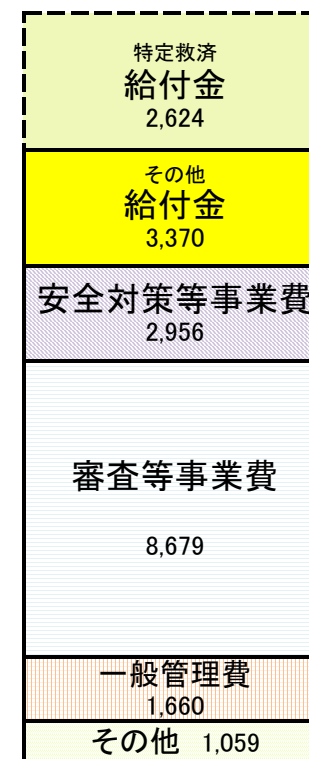 特定救済
給付金
2,624
その他
給付金
3,370
安全対策等事業費
2,956
審査等事業費
8,679
一般管理費
1,660
その他 1,059